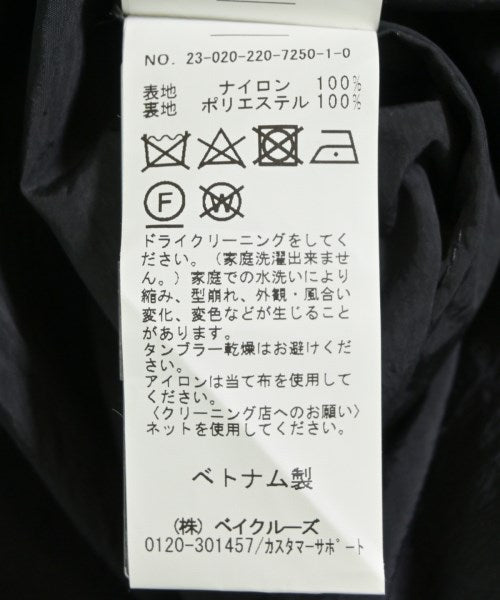 NO. 23-020-220-7250-1-0
表地 ナイロン 100%
裏地 ポリエステル 100%
F W
ドライクリーニングをしてく
ださい。（家庭洗濯出来ませ
ん。）家庭での水洗いにより
縮み、型崩れ、外観・風合い
変化、変色などが生じること
があります。
タンブラー乾燥はお避けくだ
さい。
アイロンは当て布を使用して
ください。
〈クリーニング店へのお願い〉
ネットを使用してください。
ベトナム製
（株）ベイクルーズ
0120-301457/カスタマーサポート